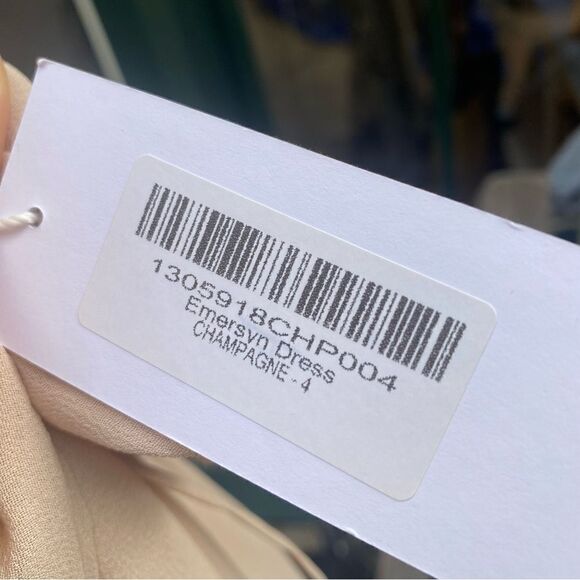 1305918CHP004
Emersyn Dress
CHAMPAGNE - 4